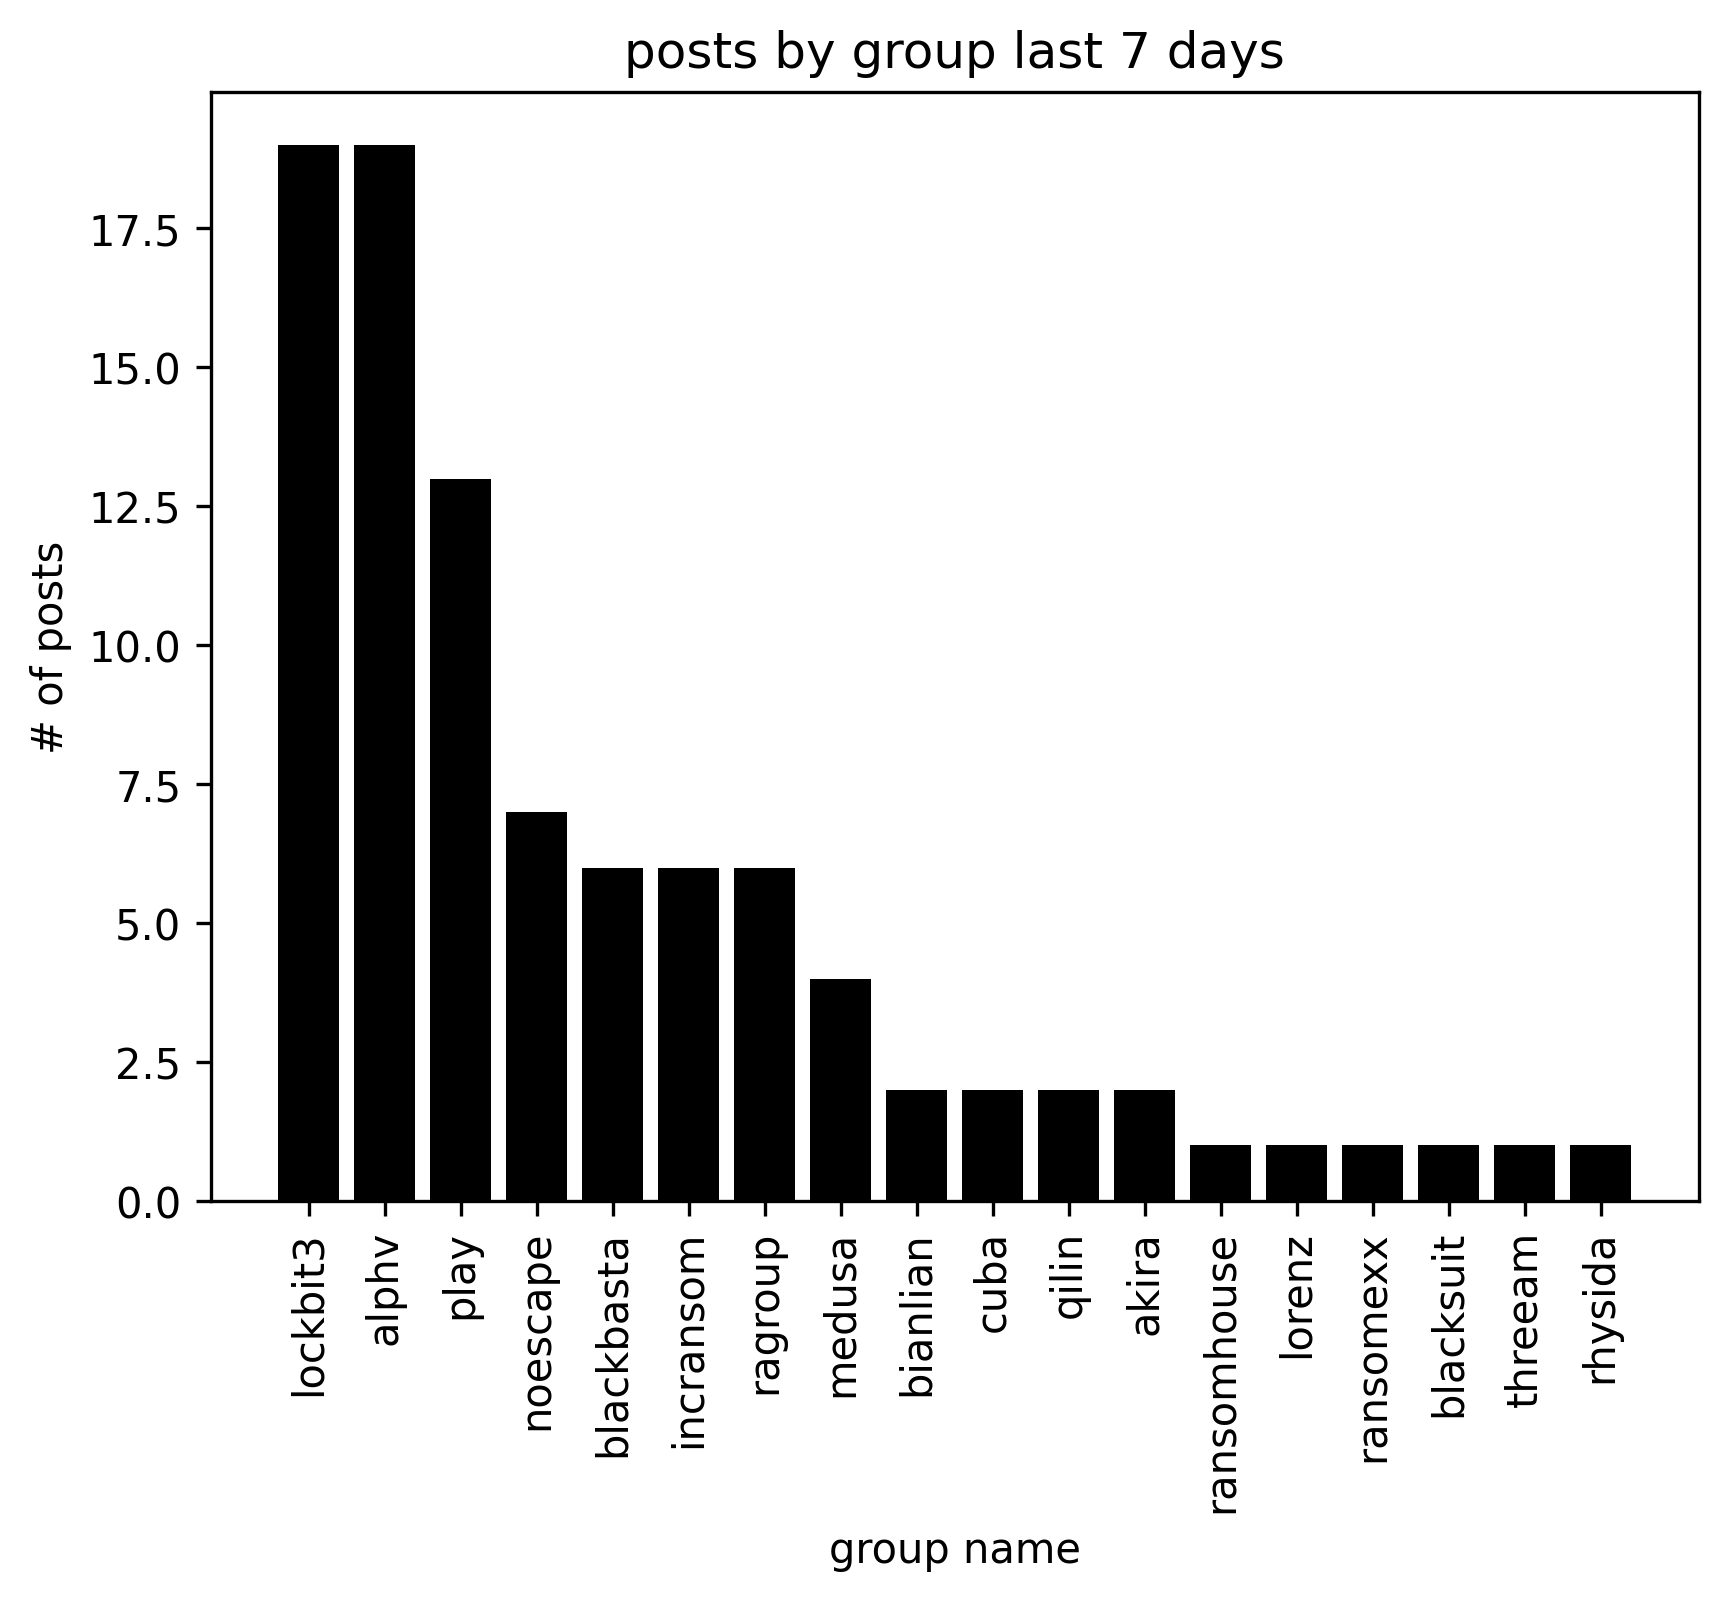 posts by group last 7 days
# of posts
17.5
15.0
12.5
10.0
7.5
5.0
2.5
0.0
lockbit3
alphv
play
noescape
blackbasta
incransom
ragroup
medusa
bianlian
cuba
qilin
akira
ransomhouse
lorenz
ransomexx
blacksuit
threeam
rhysida
group name